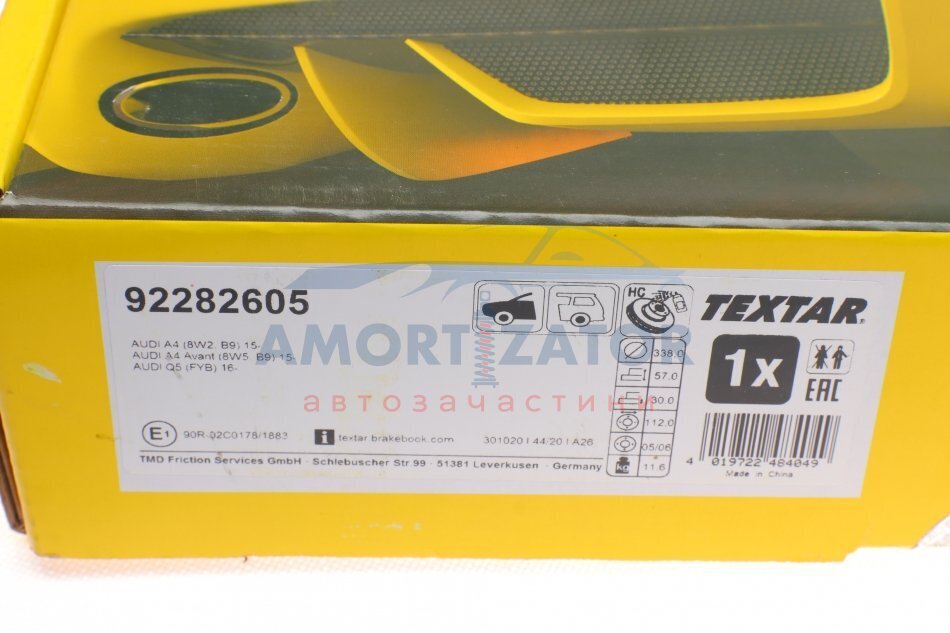 92282605
HC
TEXTAR®
AUDI A4 (8W2, B9) 15-
AUDI A4 Avant (8W5, B9) 15-
AUDI Q5 (FYB) 16-
338,0
57,0
30,0
112,0
05/06
11.6
kg
1x
EAC
AMORTIZATOR
автозапчастини
E1
90R-02C0178/1883
i
textar.brakebook.com
301020 I 44/20 I A26
TMD Friction Services GmbH · Schlebuscher Str 99 · 51381 Leverkusen · Germany
4 019722 484049
Made in China